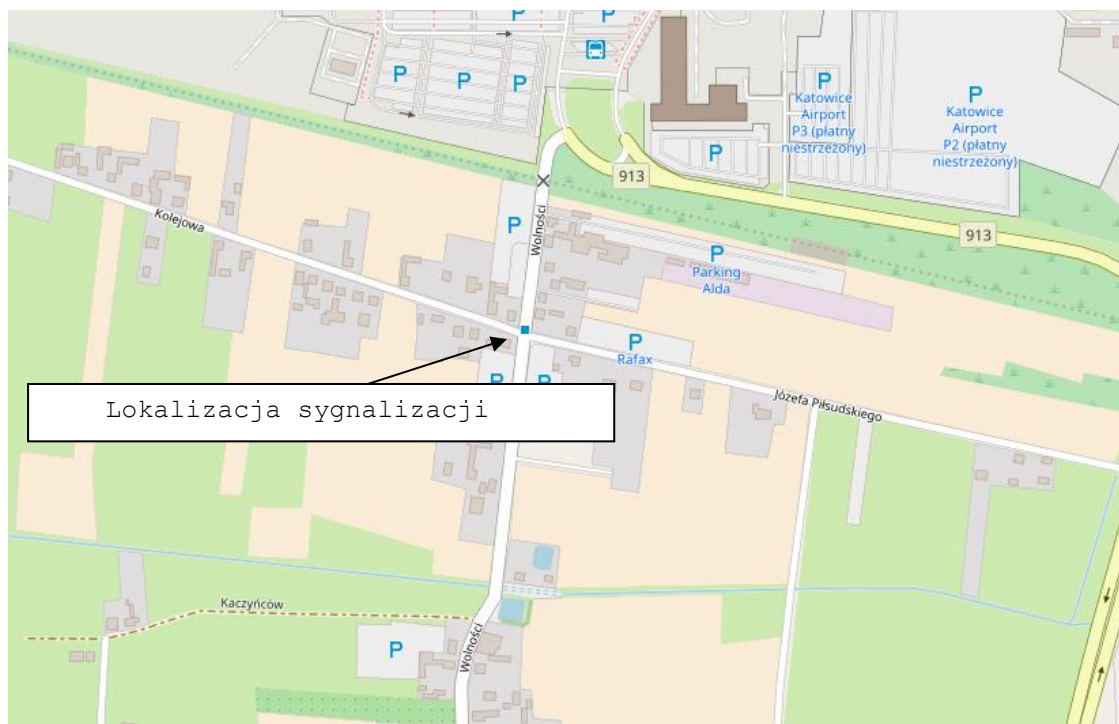 P
P
P
P
P
P
P
Katowice
Airport
P3 (płatny
niestrzeżony)
P
Katowice
Airport
P2 (płatny
niestrzeżony)
P
913
913
Kolejowa
P
Wolności
P
Parking
Alda
P
Rafax
P
P
Lokalizacja sygnalizacji
Józefa Piłsudskiego
Kaczyńców
P
Wolności